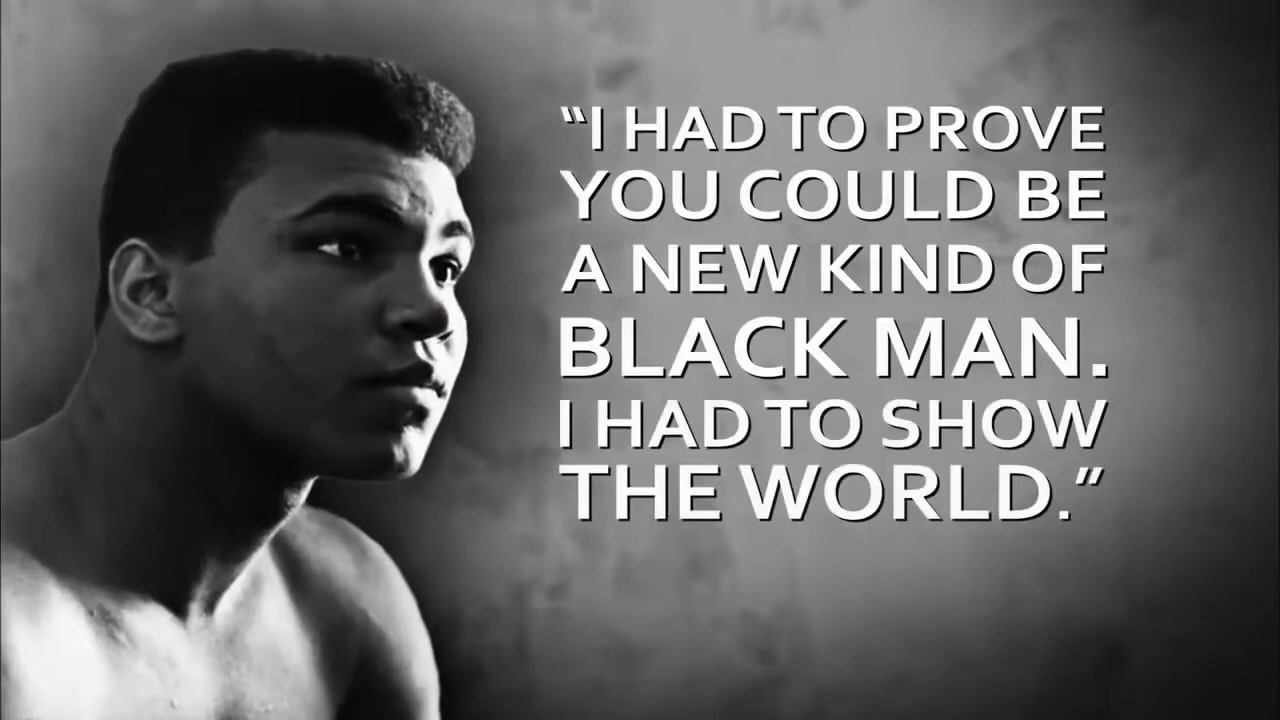 “I HAD TO PROVE
YOU COULD BE
A NEW KIND OF
BLACK MAN.
I HAD TO SHOW
THE WORLD.”